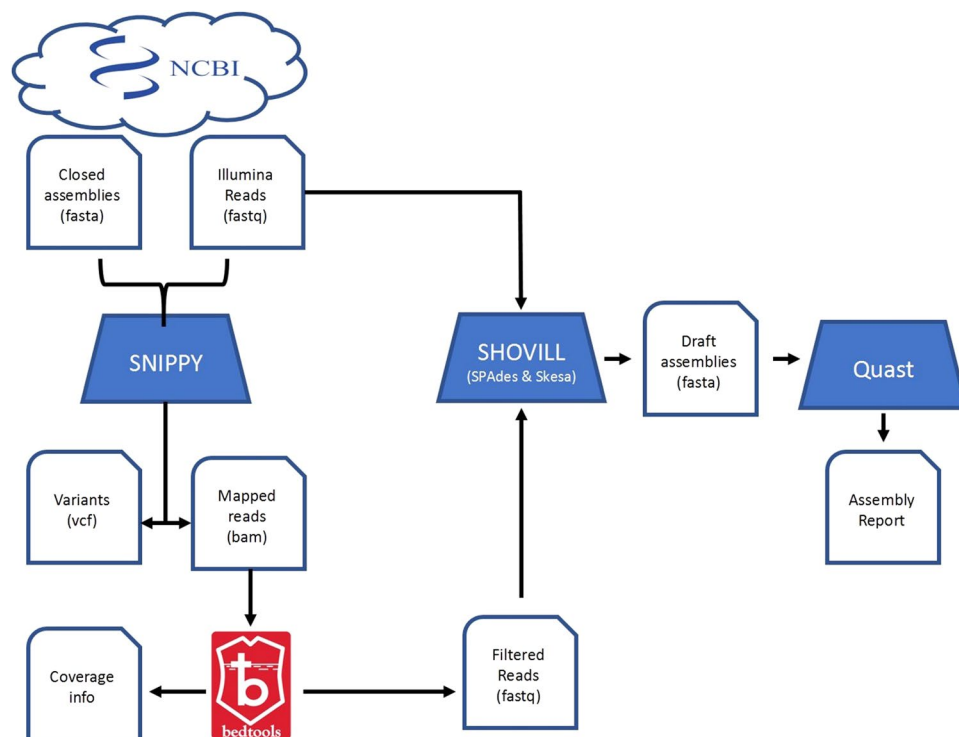 NCBI
Closed
assemblies
(fasta)
Illumina
Reads
(fastq)
SNIPPY
SHOVILL
(SPAdes & Skesa)
Draft
assemblies
(fasta)
Quast
Variants
(vcf)
Mapped
reads
(bam)
Assembly
Report
Coverage
info
b
bedtools
Filtered
Reads
(fastq)